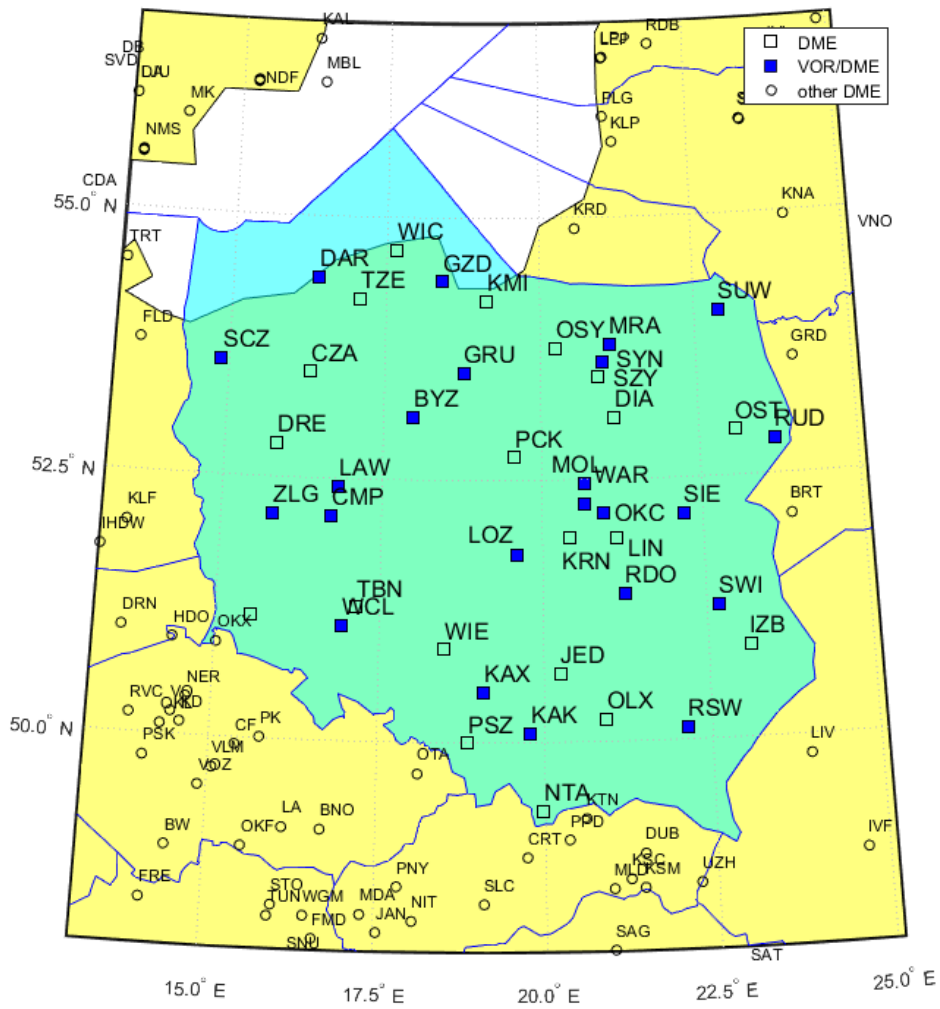 KAL
RDB
DB
SVD
MBL
DME
NDF
VOR/DME
MK
other DME
PLG
NMS
KLP
CDA
55.0° N
KNA
KRD
VNO
TRT
WIC
DAR
GZD
TZE
KMI
SUW
FLD
OSY
MRA
GRD
SCZ
CZA
GRU
SYN
SZY
BYZ
DIA
DRE
OST
RUD
PCK
52.5° N
LAW
MOL
WAR
KLF
ZLG
CMP
SIE
BRT
IHDW
LOZ
OKC
KRN
LIN
RDO
TBN
SWI
DRN
HDO
OKX
WCL
WIE
IZB
JED
NER
KAX
RVC
OLX
RSW
50.0° N
PSK
CF
PK
PSZ
KAK
LIV
VLM
VOZ
OTA
NTA
KTN
LA
BNO
BW
OKF
PPD
CRT
DUB
IVF
KSC
UZH
FRE
PNY
MLD
KSM
STO
TUN
WGM
MDA
SLC
FMD
JAN
NIT
SNU
SAG
SAT
15.0° E
17.5° E
20.0° E
22.5° E
25.0° E